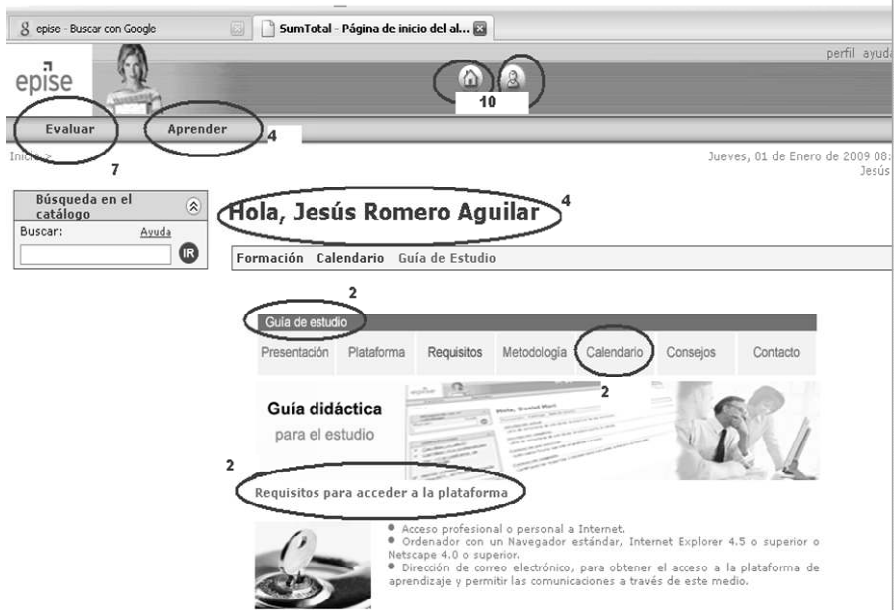 epise - Buscar con Google
SumTotal - Página de inicio del al...
perfil ayuda
epise
10
Evaluar Aprender
4
7
Inicio >
Jueves, 01 de Enero de 2009 08:
Jesús
Búsqueda en el
catálogo
Buscar: Ayuda
IR
Hola, Jesús Romero Aguilar
4
Formación Calendario Guía de Estudio
2
Guía de estudio
Presentación Plataforma Requisitos Metodología Calendario Consejos Contacto
2
Guía didáctica
para el estudio
2
Requisitos para acceder a la plataforma
• Acceso profesional o personal a Internet.
• Ordenador con un Navegador estándar, Internet Explorer 4.5 o superior o
Netscape 4.0 o superior.
• Dirección de correo electrónico, para obtener el acceso a la plataforma de
aprendizaje y permitir las comunicaciones a través de este medio.